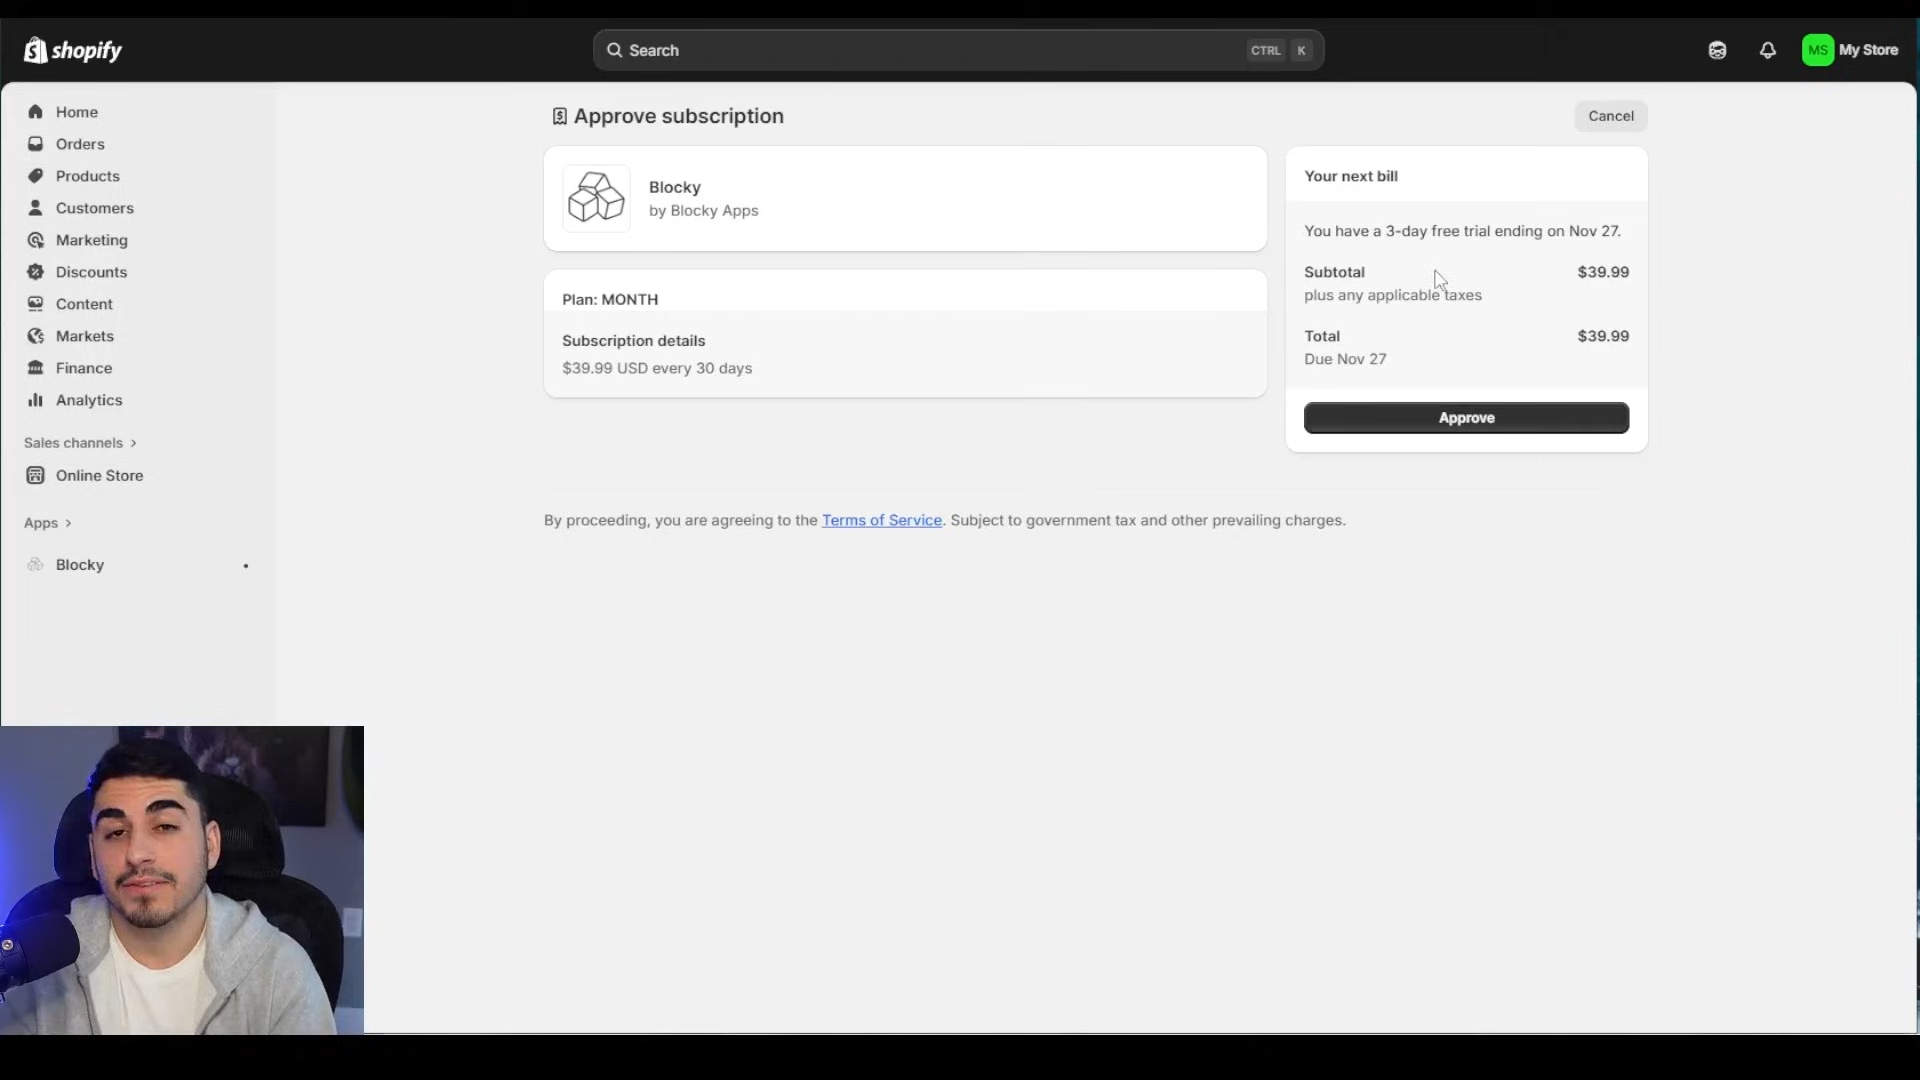 shopify
Search
CTRL K
MS My Store
Home
Orders
Products
Customers
Marketing
Discounts
Content
Markets
Finance
Analytics
Sales channels
Online Store
Apps
Blocky
Approve subscription
Cancel
Blocky
by Blocky Apps
Plan: MONTH
Subscription details
$39.99 USD every 30 days
Your next bill
You have a 3-day free trial ending on Nov 27.
Subtotal $39.99
plus any applicable taxes
Total $39.99
Due Nov 27
Approve
By proceeding, you are agreeing to the Terms of Service. Subject to government tax and other prevailing charges.